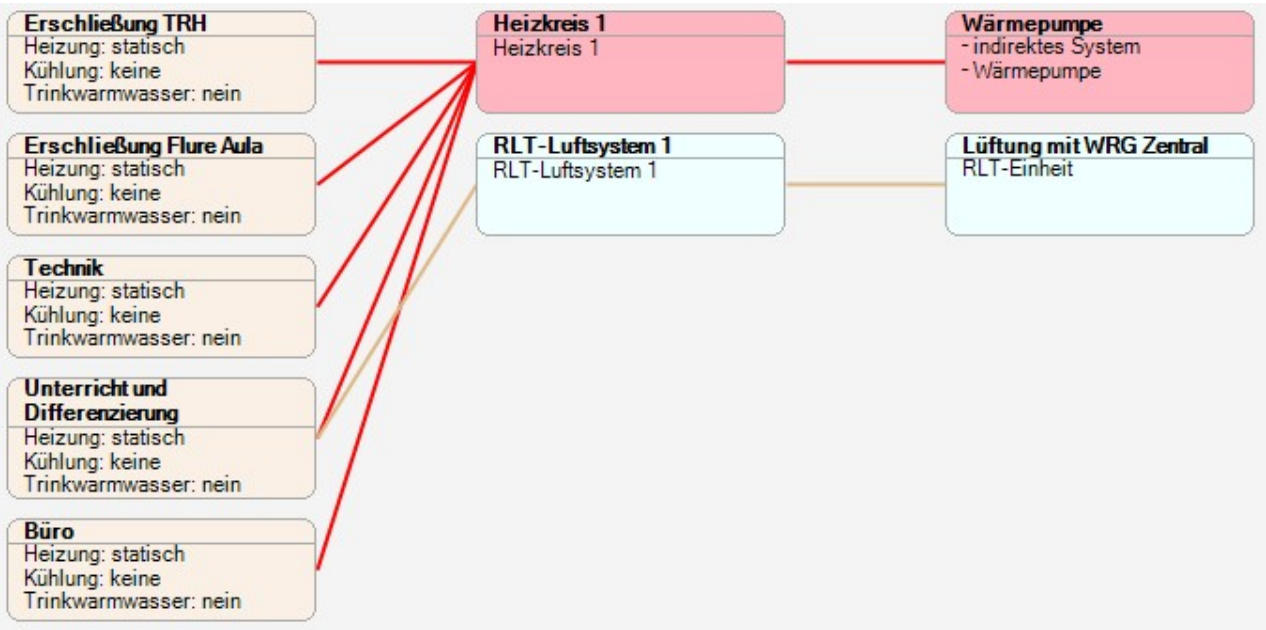 Erschließung TRH
Heizung: statisch
Kühlung: keine
Trinkwarmwasser: nein
Erschließung Flure Aula
Heizung: statisch
Kühlung: keine
Trinkwarmwasser: nein
Technik
Heizung: statisch
Kühlung: keine
Trinkwarmwasser: nein
Unterricht und
Differenzierung
Heizung: statisch
Kühlung: keine
Trinkwarmwasser: nein
Büro
Heizung: statisch
Kühlung: keine
Trinkwarmwasser: nein
Heizkreis 1
Heizkreis 1
RLT-Luftsystem 1
RLT-Luftsystem 1
Wärmepumpe
- indirektes System
- Wärmepumpe
Lüftung mit WRG Zentral
RLT-Einheit